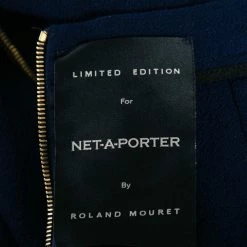 LIMITED EDITION
For
NET-A-PORTER
By
ROLAND MOURET